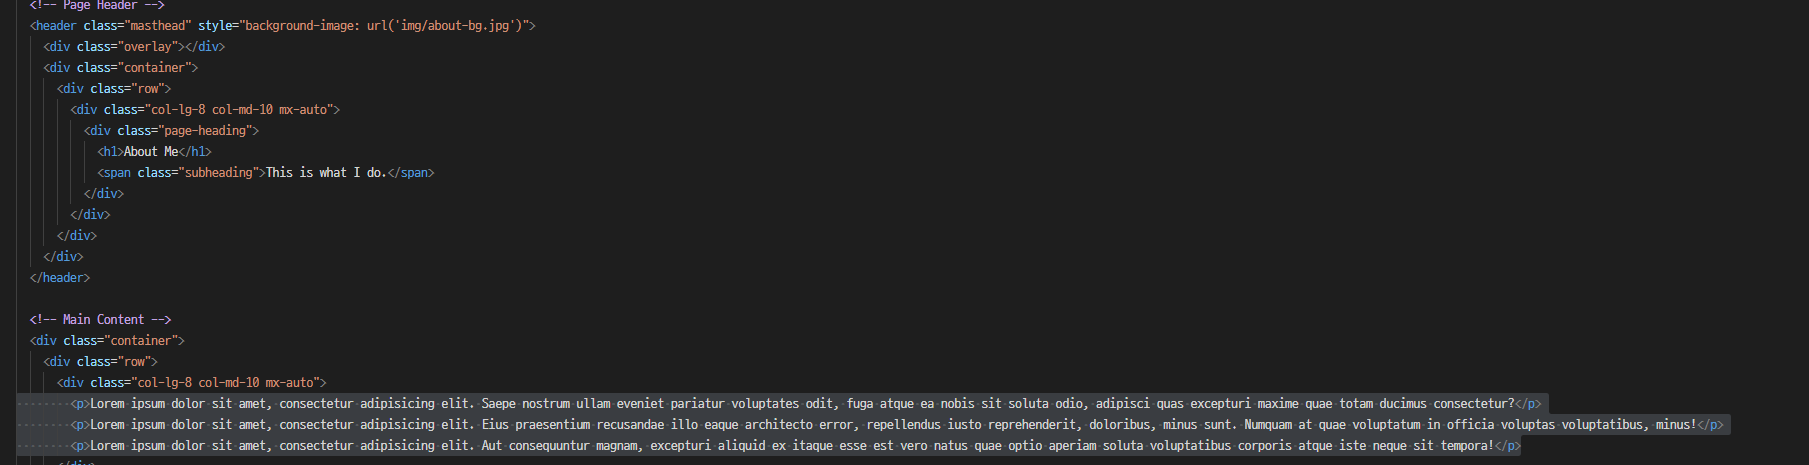 <!-- Page Header -->
<header class="masthead" style="background-image: url('img/about-bg.jpg')">
<div class="overlay"></div>
<div class="container">
<div class="row">
<div class="col-lg-8 col-md-10 mx-auto">
<div class="page-heading">
<h1>About Me</h1>
<span class="subheading">This is what I do.</span>
</div>
</div>
</div>
</div>
</header>
<!-- Main Content -->
<div class="container">
<div class="row">
<div class="col-lg-8 col-md-10 mx-auto">
<p>Lorem ipsum dolor sit amet, consectetur adipisicing elit. Saepe nostrum ullam eveniet pariatur voluptates odit, fuga atque ea nobis sit soluta odio, adipisci quas excepturi maxime quae totam ducimus consectetur?</p>
<p>Lorem ipsum dolor sit amet, consectetur adipisicing elit. Eius praesentium recusandae illo eaque architecto error, repellendus iusto reprehenderit, doloribus, minus sunt. Numquam at quae voluptatum in officia voluptas voluptatibus, minus!</p>
<p>Lorem ipsum dolor sit amet, consectetur adipisicing elit. Aut consequuntur magnam, excepturi aliquid ex itaque esse est vero natus quae optio aperiam soluta voluptatibus corporis atque iste neque sit tempora!</p>
</div>